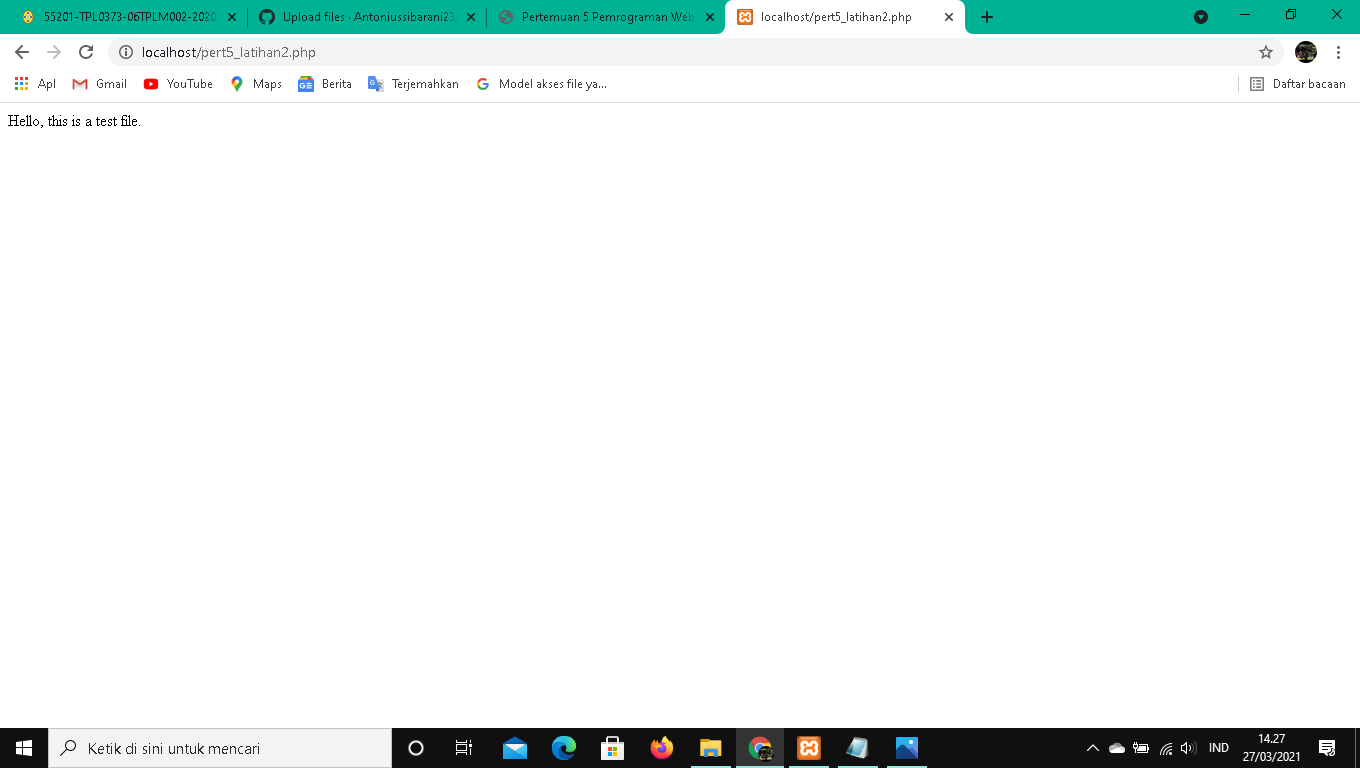 55201-TPL0373-06TPLM002-2020
Upload files · Antoniussibarani23
Pertemuan 5 Pemrograman Web
localhost/pert5_latihan2.php
localhost/pert5_latihan2.php
Apl
Gmail
YouTube
Maps
Berita
Terjemahkan
Model akses file ya...
Daftar bacaan
Hello, this is a test file.
Ketik di sini untuk mencari
IND
14.27
27/03/2021